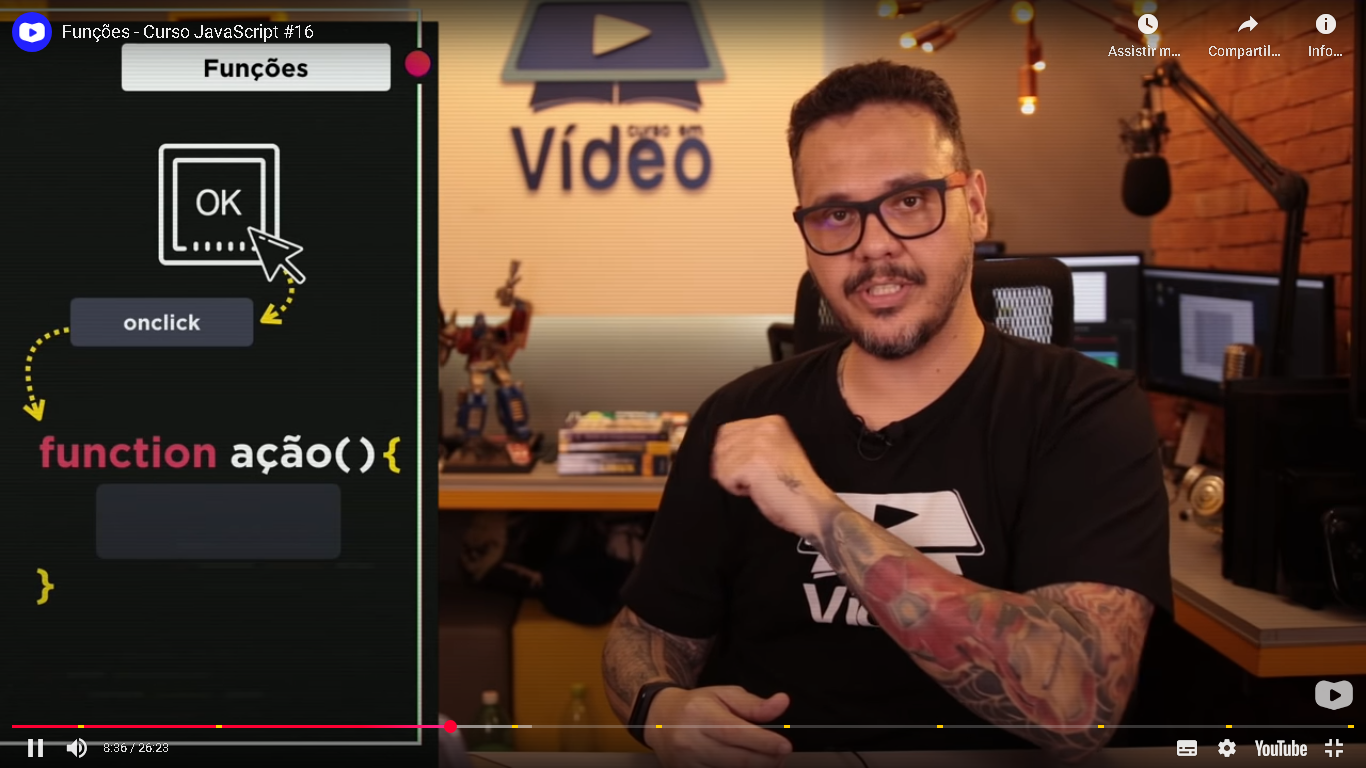 Funções - Curso JavaScript #16
Assistir m...
Compartil...
Info...
Funções
OK
onclick
function ação(){
}
curso em
Vídeo
8:36 / 26:23
YouTube